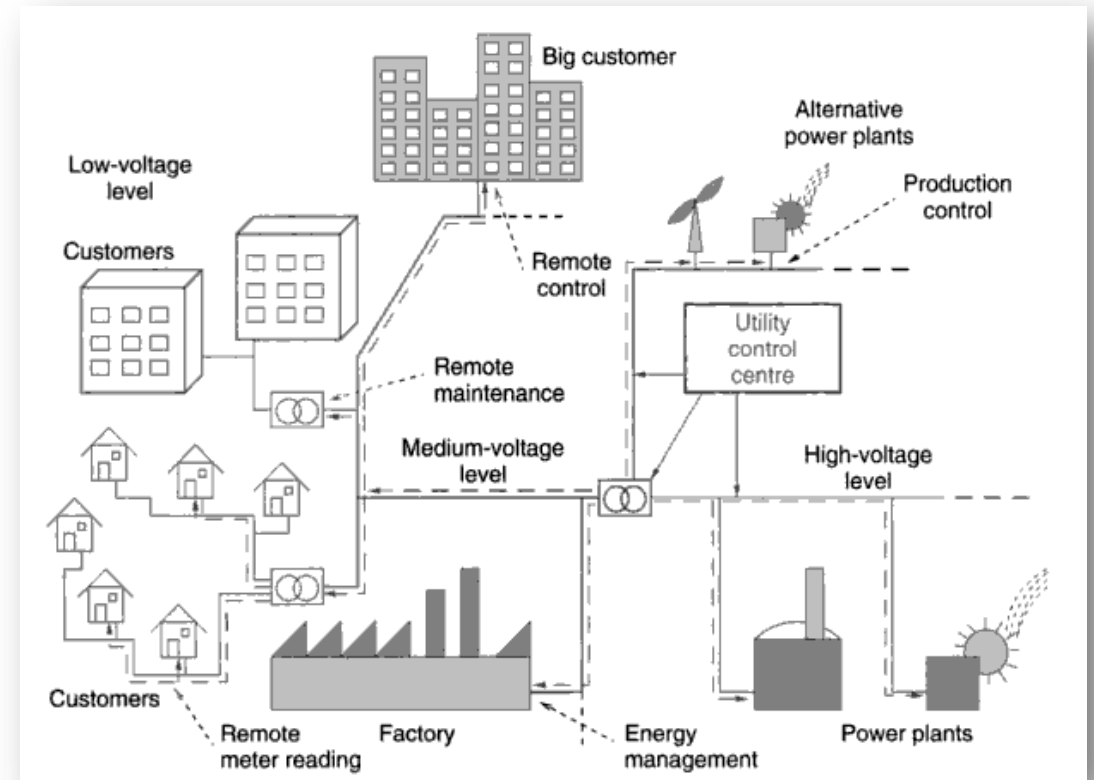 Big customer
Alternative
power plants
Low-voltage
level
Production
control
Customers
Remote
control
Utility
control
centre
Remote
maintenance
Medium-voltage
level
High-voltage
level
Customers
Remote
meter reading
Factory
Energy
management
Power plants